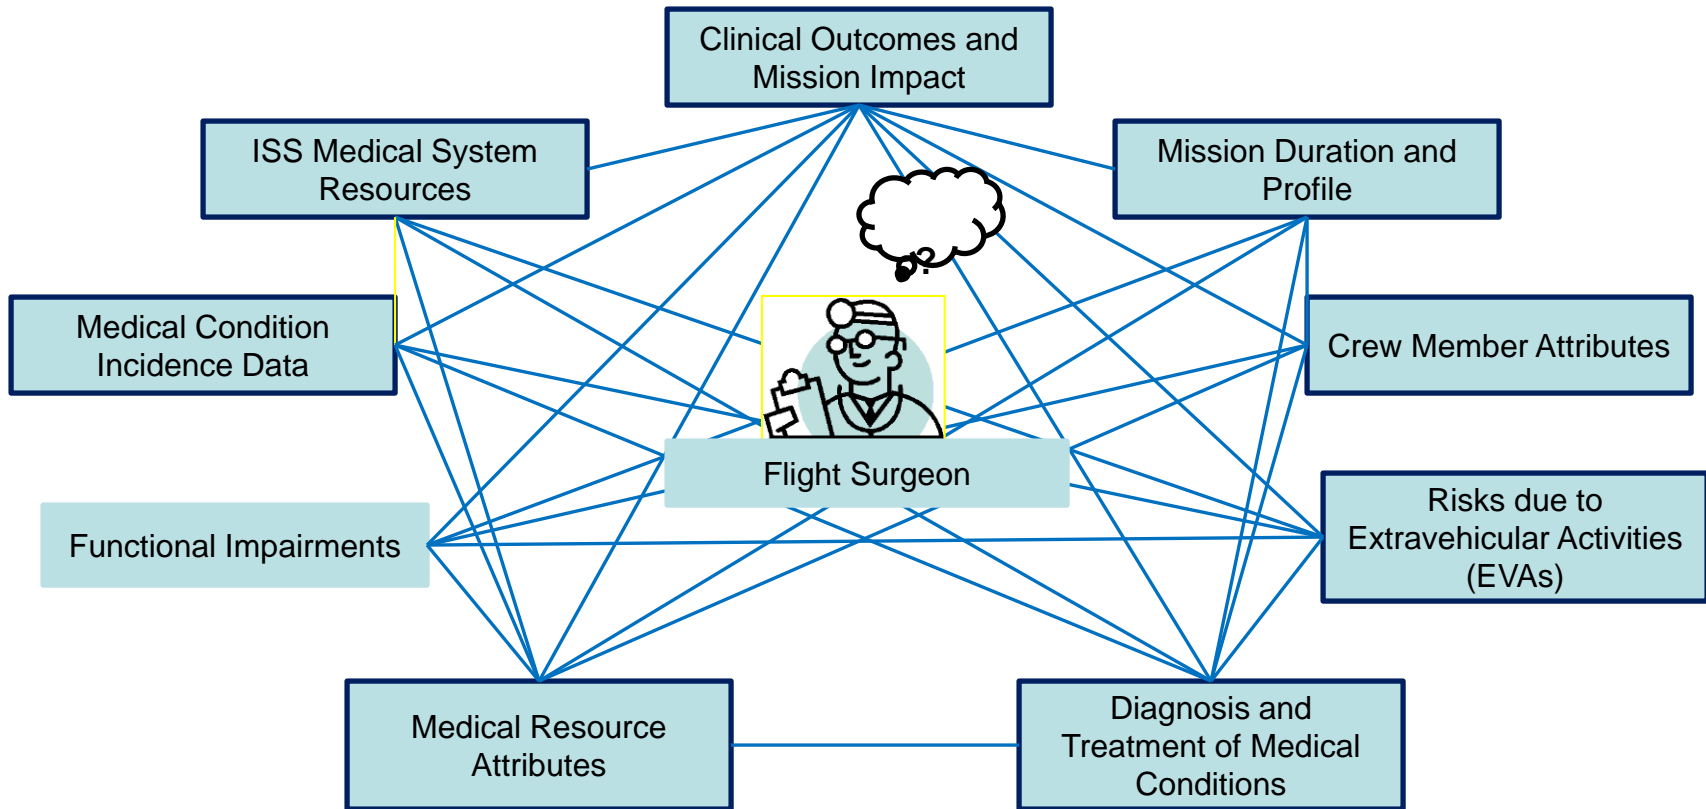 Clinical Outcomes and
Mission Impact
ISS Medical System
Resources
Mission Duration and
Profile
?
Medical Condition
Incidence Data
Crew Member Attributes
Flight Surgeon
Functional Impairments
Risks due to
Extravehicular Activities
(EVAs)
Medical Resource
Attributes
Diagnosis and
Treatment of Medical
Conditions